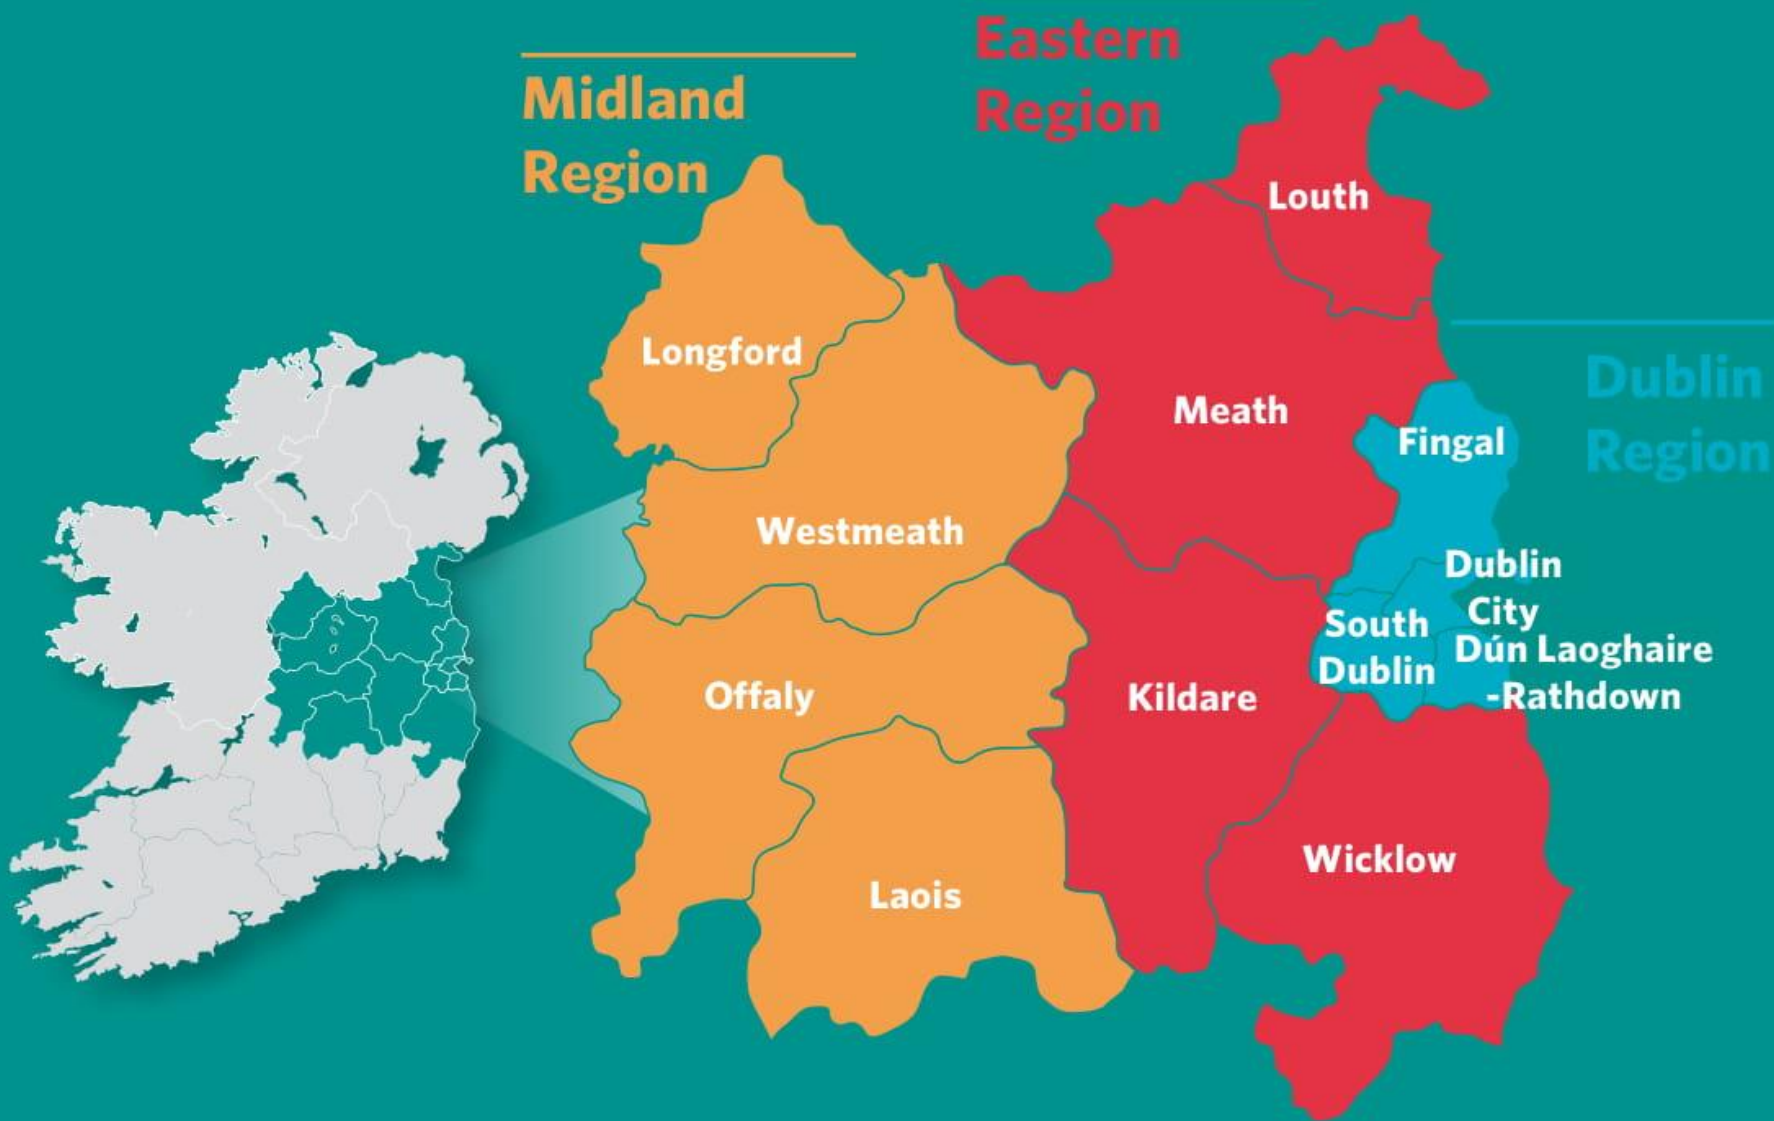 Midland
Region
Eastern
Region
Louth
Longford
Dublin
Region
Meath
Fingal
Westmeath
Dublin
City
South
Dublin
Dún Laoghaire
-Rathdown
Offaly
Kildare
Wicklow
Laois